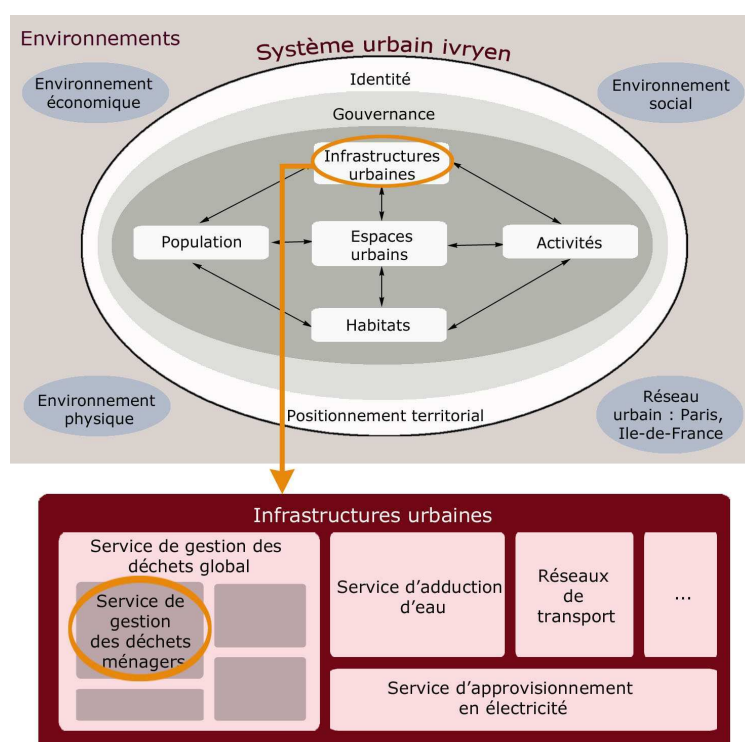 Environnements
Système urbain ivryen
Environnement
économique
Identité
Environnement
social
Gouvernance
Infrastructures
urbaines
Population
Espaces
urbains
Activités
Habitats
Environnement
physique
Positionnement territorial
Réseau
urbain : Paris,
Ile-de-France
Infrastructures urbaines
Service de gestion des
déchets global
Service de
gestion
des déchets
ménagers
Service d'adduction
d'eau
Réseaux
de
transport
...
Service d'approvisionnement
en électricité